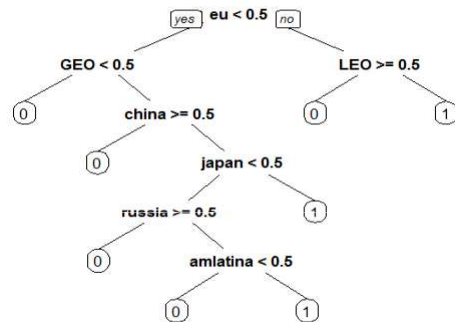 yes eu < 0.5 no
GEO < 0.5 LEO >= 0.5
0 china >= 0.5 0 1
0 japan < 0.5
russia >= 0.5 1
0 amlatina < 0.5
0 1